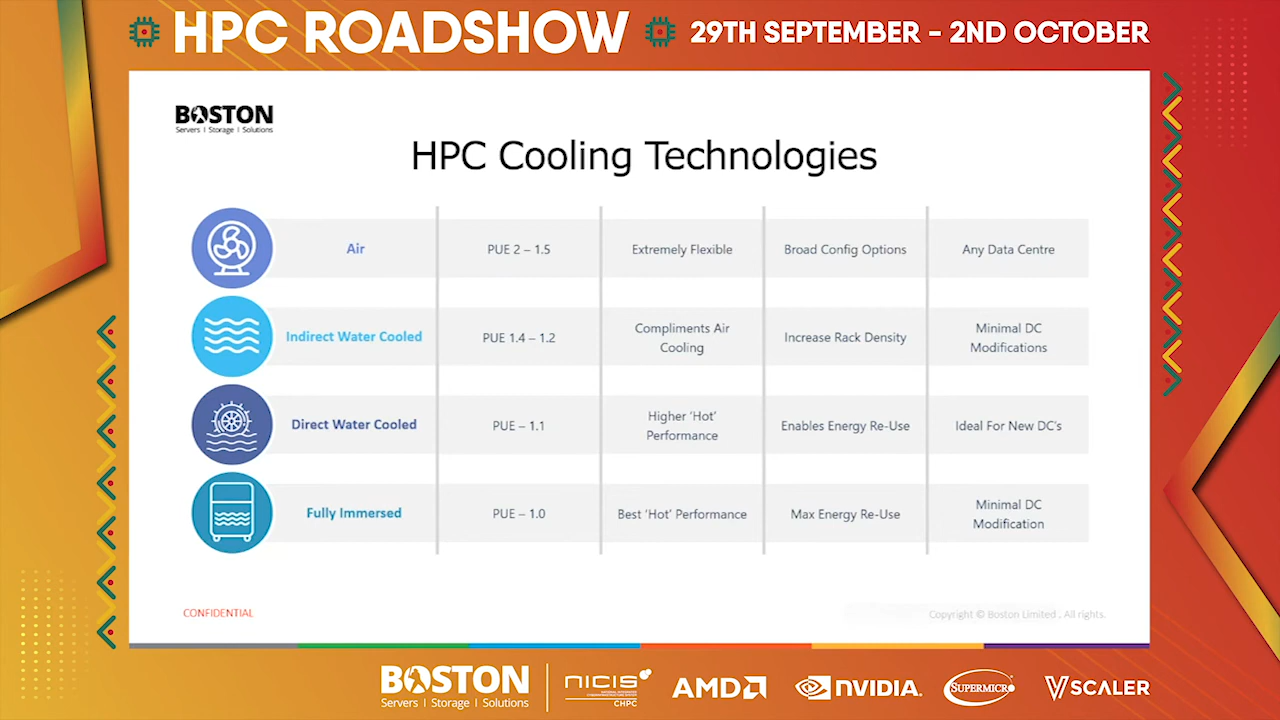 HPC ROADSHOW
29TH SEPTEMBER – 2ND OCTOBER
BOSTON
Servers | Storage | Solutions
HPC Cooling Technologies
Air
PUE 2 – 1.5
Extremely Flexible
Broad Config Options
Any Data Centre
Indirect Water Cooled
PUE 1.4 – 1.2
Compliments Air
Cooling
Increase Rack Density
Minimal DC
Modifications
Direct Water Cooled
PUE – 1.1
Higher ‘Hot’
Performance
Enables Energy Re-Use
Ideal For New DC’s
Fully Immersed
PUE – 1.0
Best ‘Hot’ Performance
Max Energy Re-Use
Minimal DC
Modification
CONFIDENTIAL
Copyright © Boston Limited . All rights.
BOSTON
Servers | Storage | Solutions
NICIS
CHPC
AMD
NVIDIA.
SUPERMICRO
VSCALER